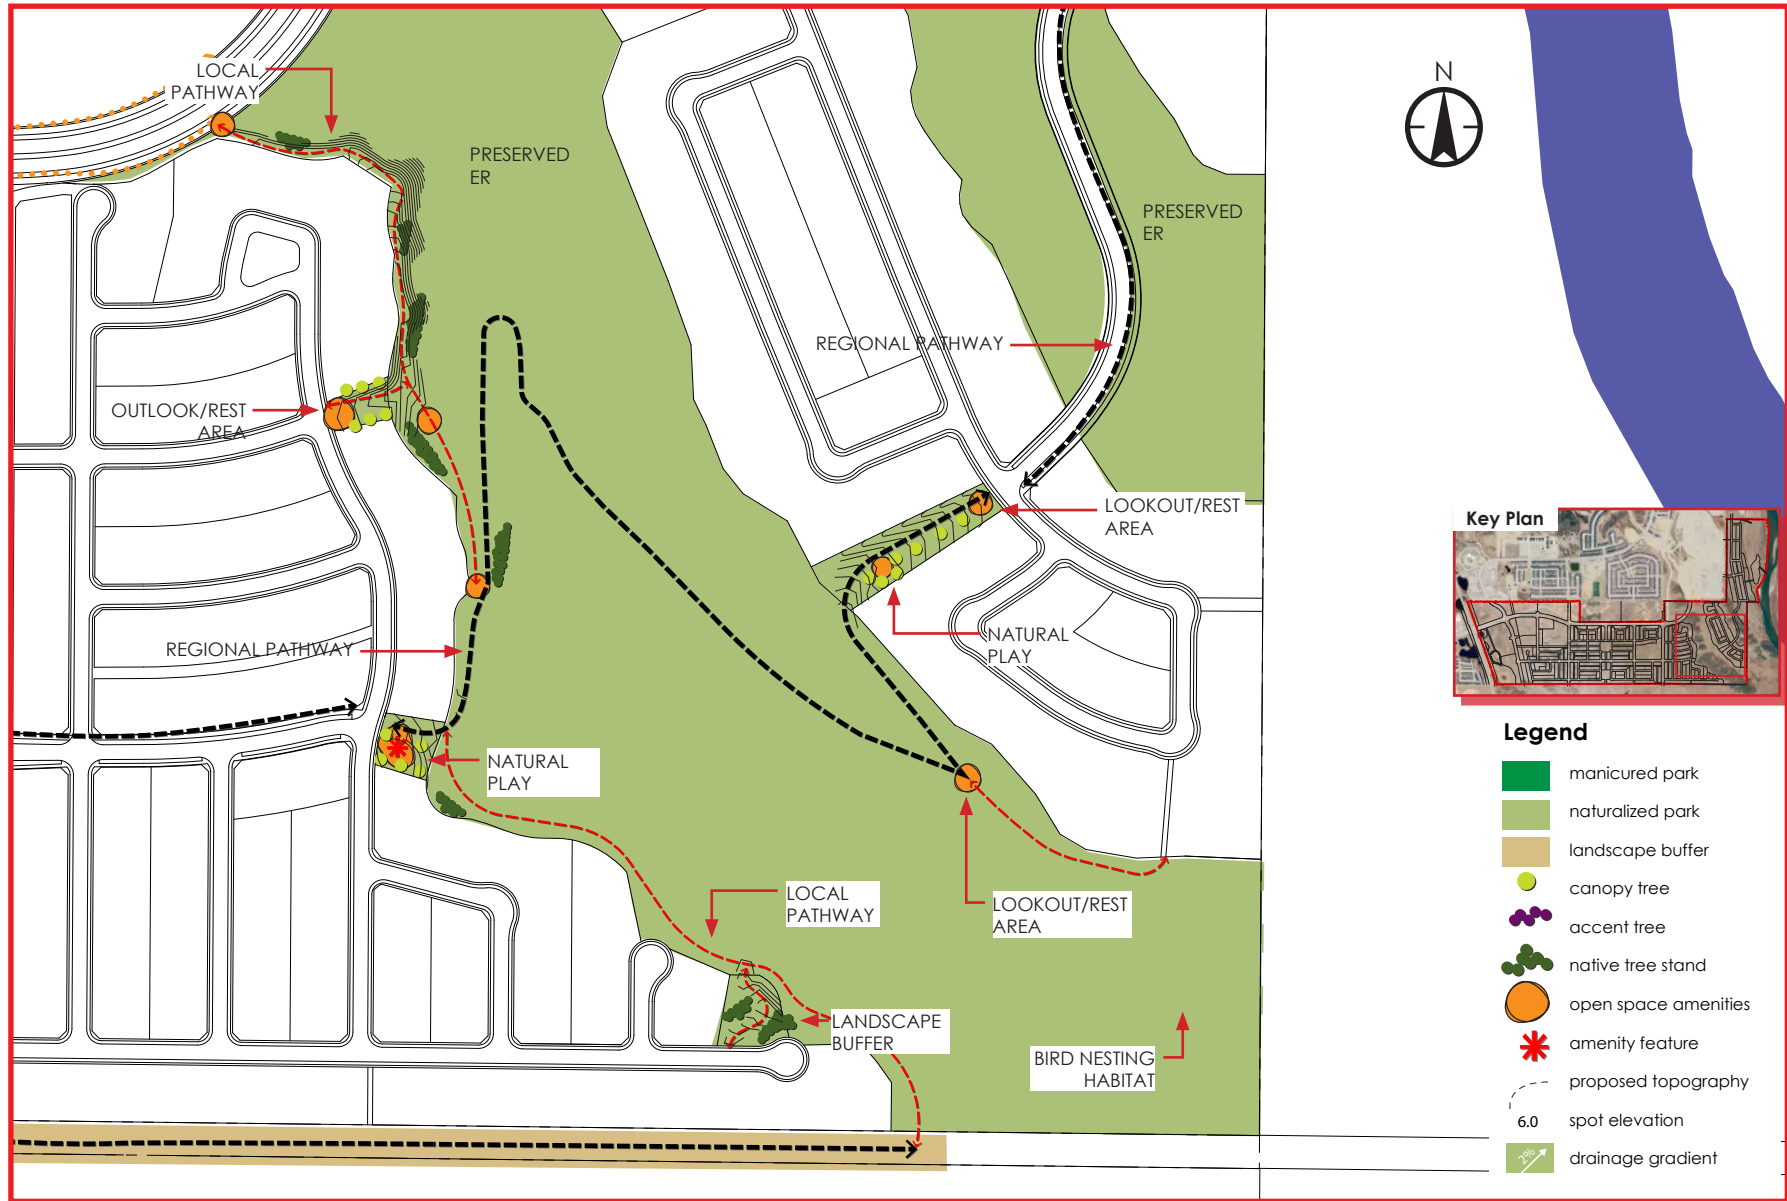 LOCAL
PATHWAY
N
PRESERVED
ER
PRESERVED
ER
REGIONAL PATHWAY
OUTLOOK/REST
AREA
LOOKOUT/REST
AREA
Key Plan
NATURAL
PLAY
REGIONAL PATHWAY
NATURAL
PLAY
LOCAL
PATHWAY
LOOKOUT/REST
AREA
LANDSCAPE
BUFFER
BIRD NESTING
HABITAT
Legend
manicured park
naturalized park
landscape buffer
canopy tree
accent tree
native tree stand
open space amenities
amenity feature
proposed topography
6.0 spot elevation
2% drainage gradient